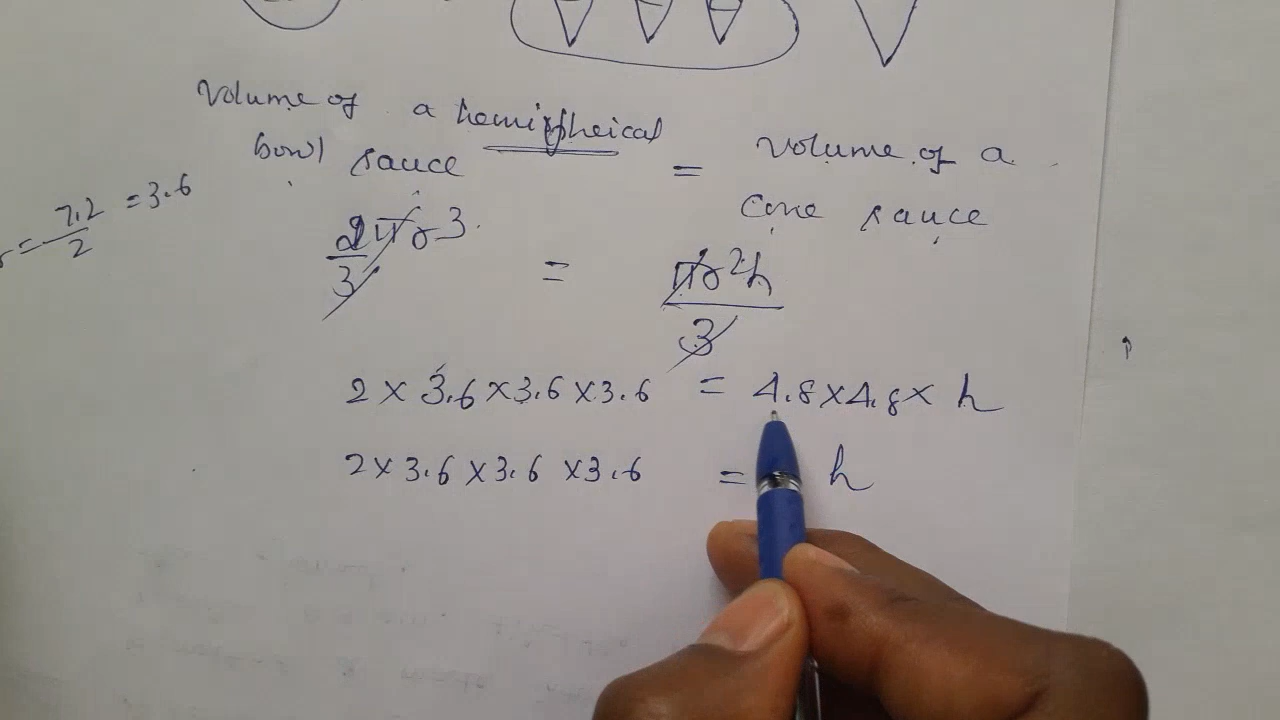 Volume of a hemispheical
bowl sauce = volume of a
cone sauce
r = 7.2/2 = 3.6
2πr3/3 = πr²h/3
2 × 3.6 × 3.6 × 3.6 = 4.8 × 4.8 × h
2 × 3.6 × 3.6 × 3.6 = h